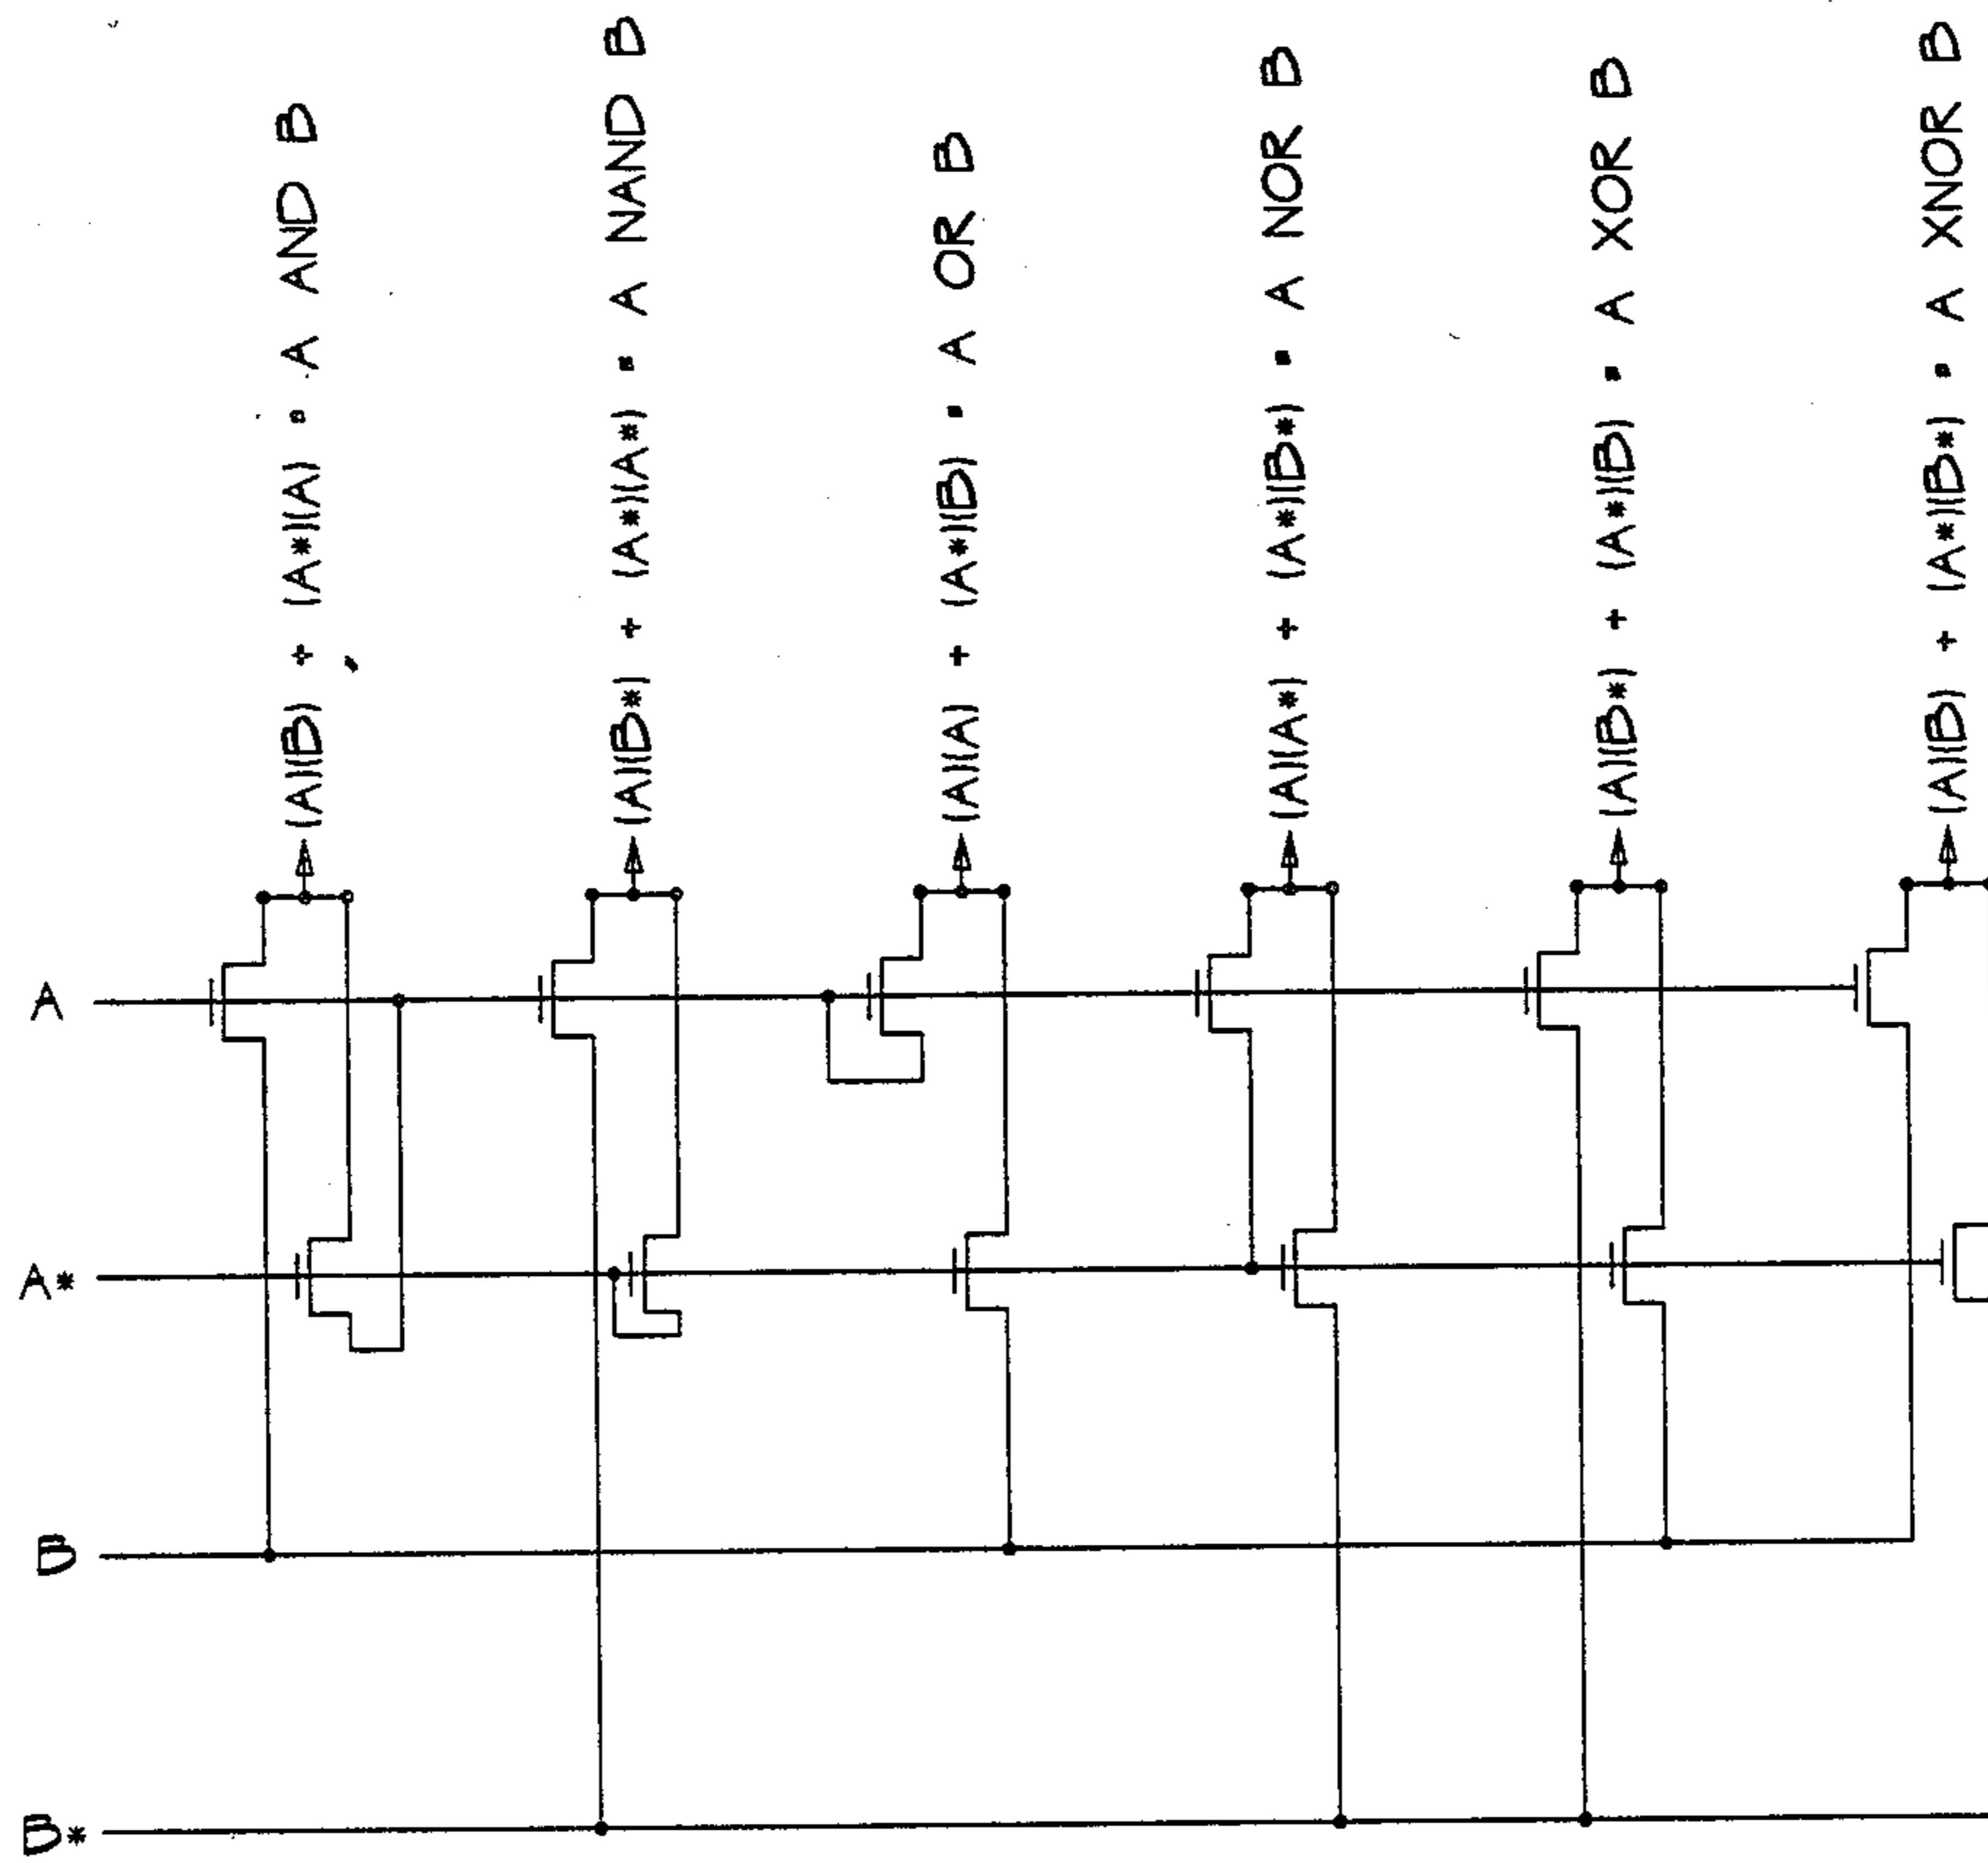 (A)(B) + (A*)(A) = A AND B
(A)(B*) + (A*)(A*) = A NAND B
(A)(A) + (A*)(B) = A OR B
(A)(A*) + (A*)(B*) = A NOR B
(A)(B*) + (A*)(B) = A XOR B
(A)(B) + (A*)(B*) = A XNOR B
A
A*
B
B*